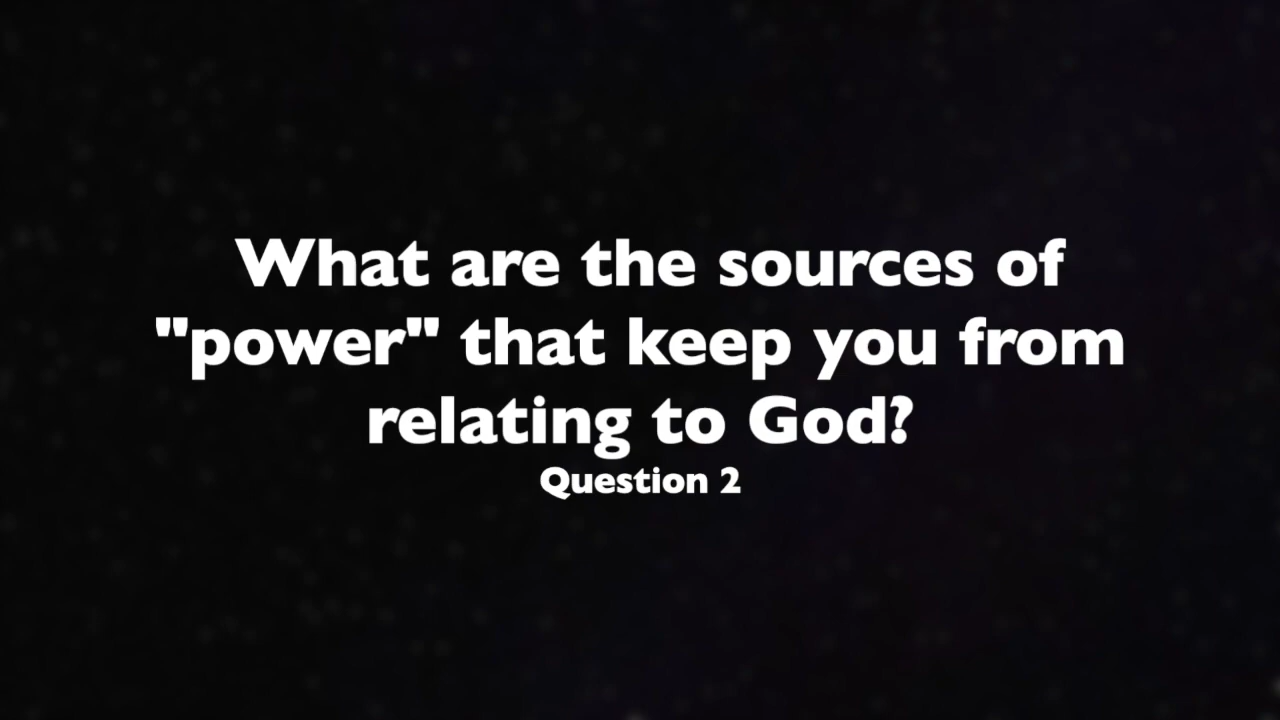 What are the sources of
"power" that keep you from
relating to God?
Question 2